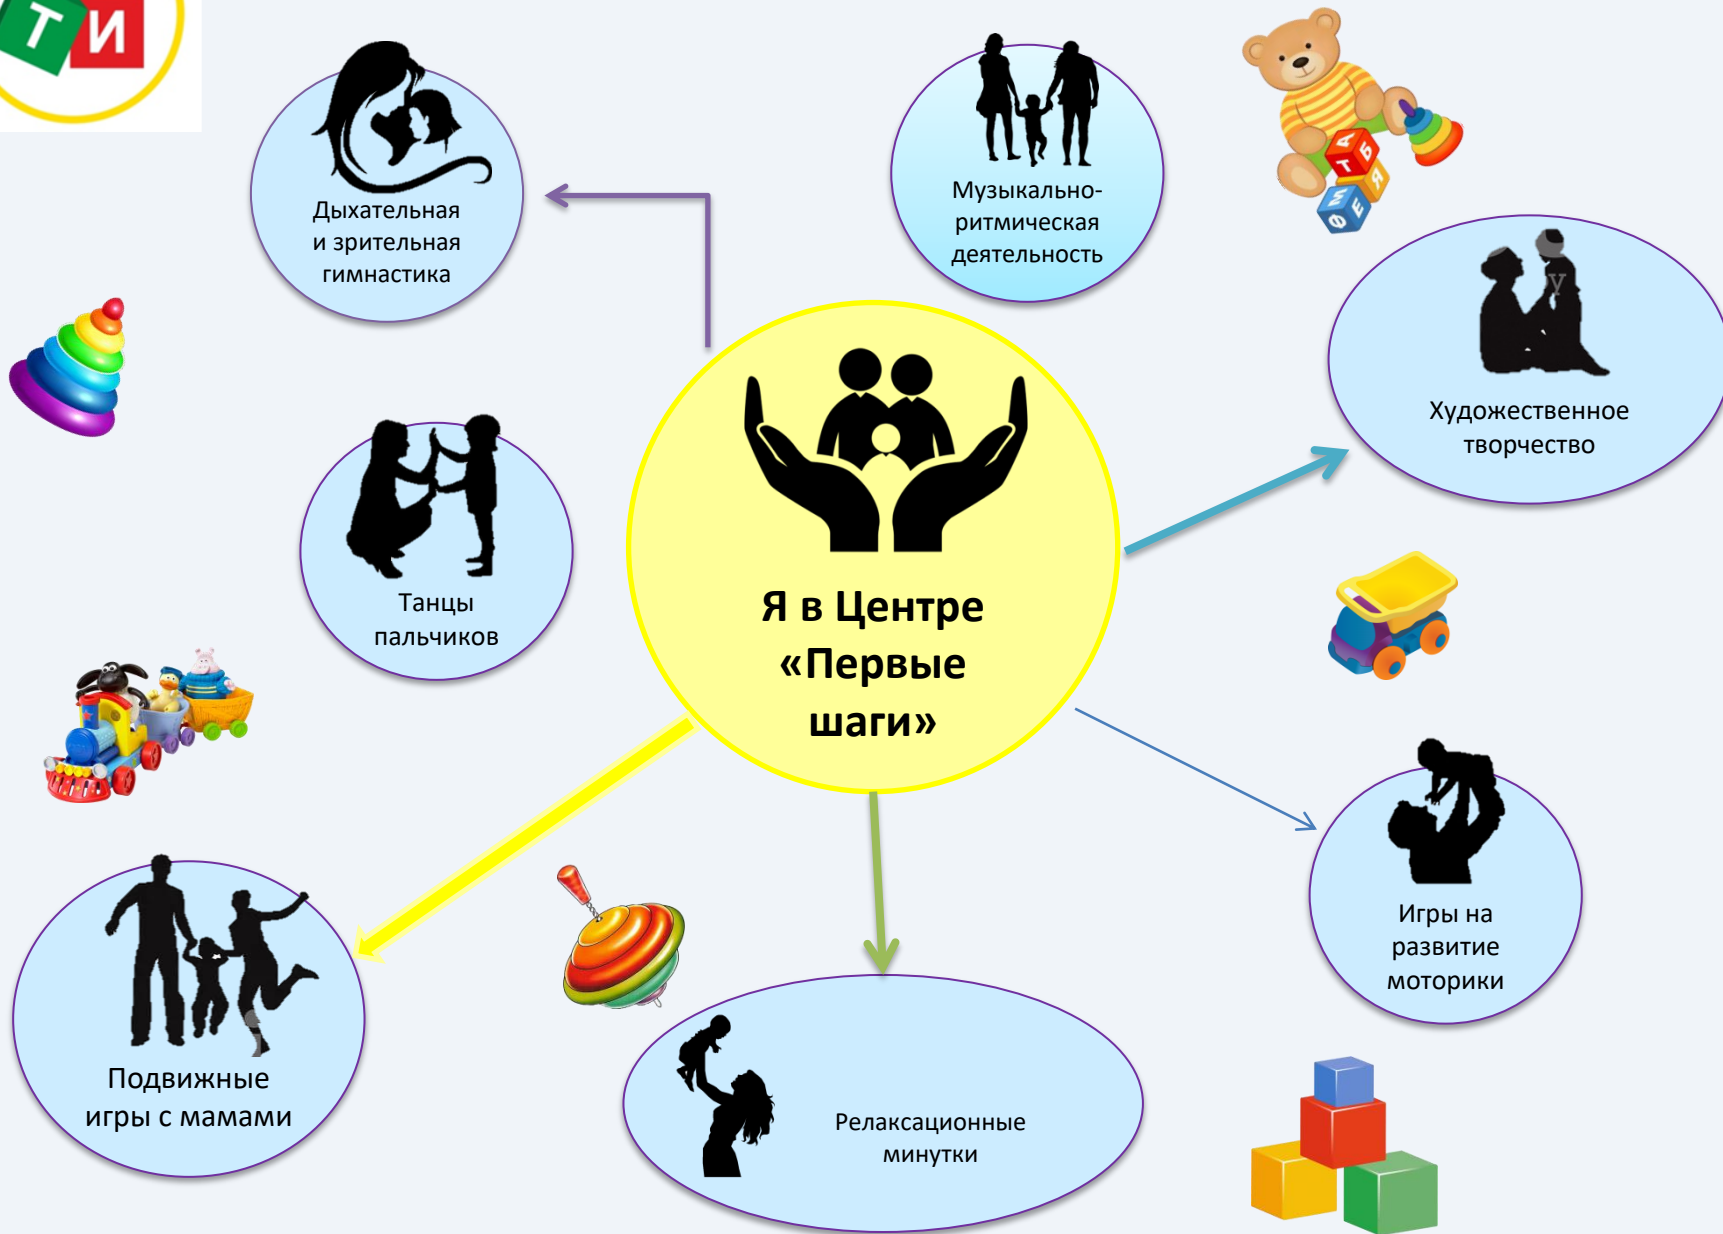 ТИ
Дыхательная
и зрительная
гимнастика
Музыкально-
ритмическая
деятельность
Т А Б
Я
Ф М Е
Художественное
творчество
Танцы
пальчиков
Я в Центре
«Первые
шаги»
Игры на
развитие
моторики
Подвижные
игры с мамами
Релаксационные
минутки